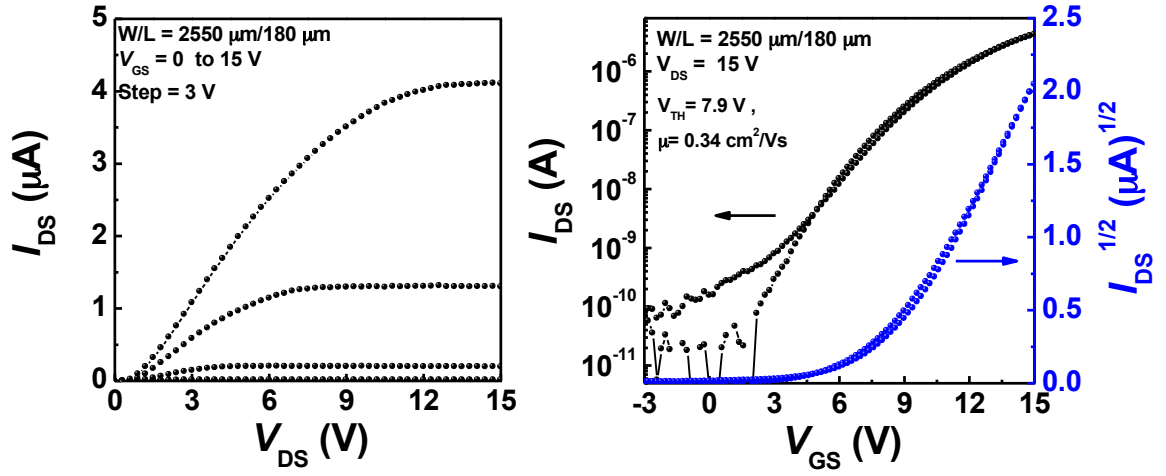 W/L = 2550 μm/180 μm
V_GS = 0 to 15 V
Step = 3 V
5
4
3
2
1
0
I_DS (μA)
0 3 6 9 12 15
V_DS (V)
W/L = 2550 μm/180 μm
V_DS = 15 V
V_TH = 7.9 V ,
μ= 0.34 cm²/Vs
10⁻⁶
10⁻⁷
10⁻⁸
10⁻⁹
10⁻¹⁰
10⁻¹¹
I_DS (A)
-3 0 3 6 9 12 15
V_GS (V)
2.5
2.0
1.5
1.0
0.5
0.0
I_DS^1/2 (μA)^1/2